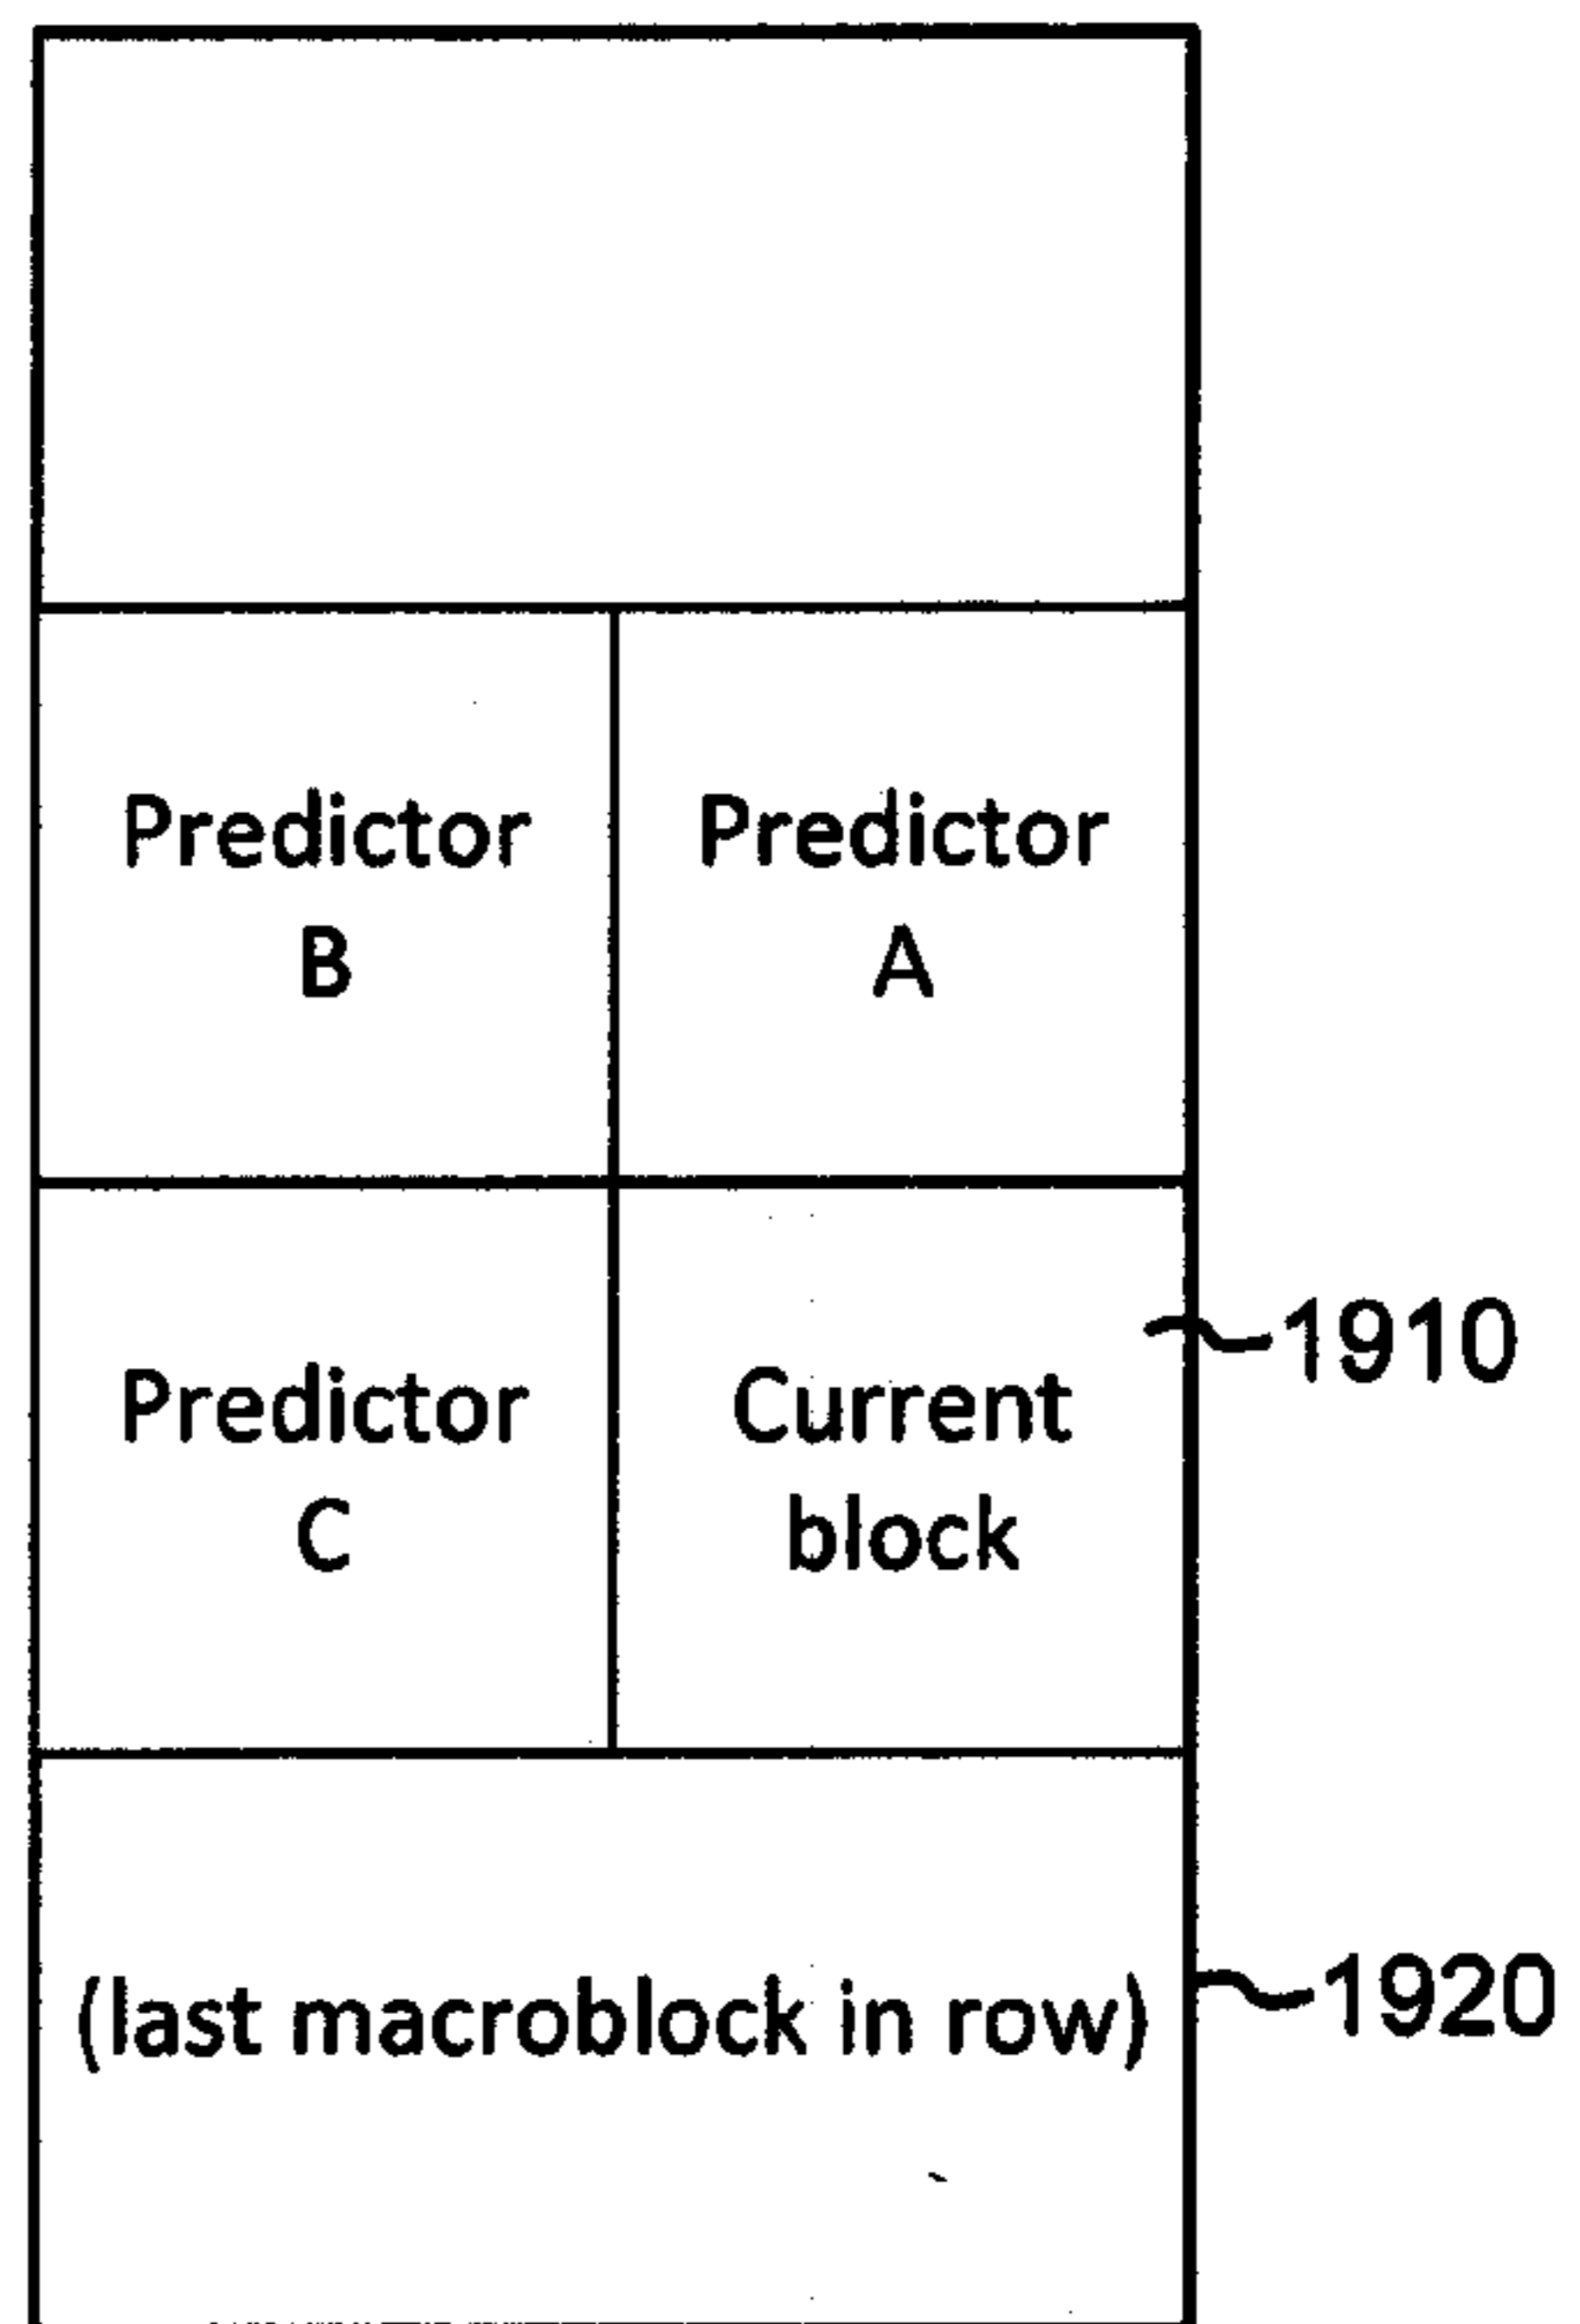 Predictor
B
Predictor
A
Predictor
C
Current
block
1910
(last macroblock in row)
1920